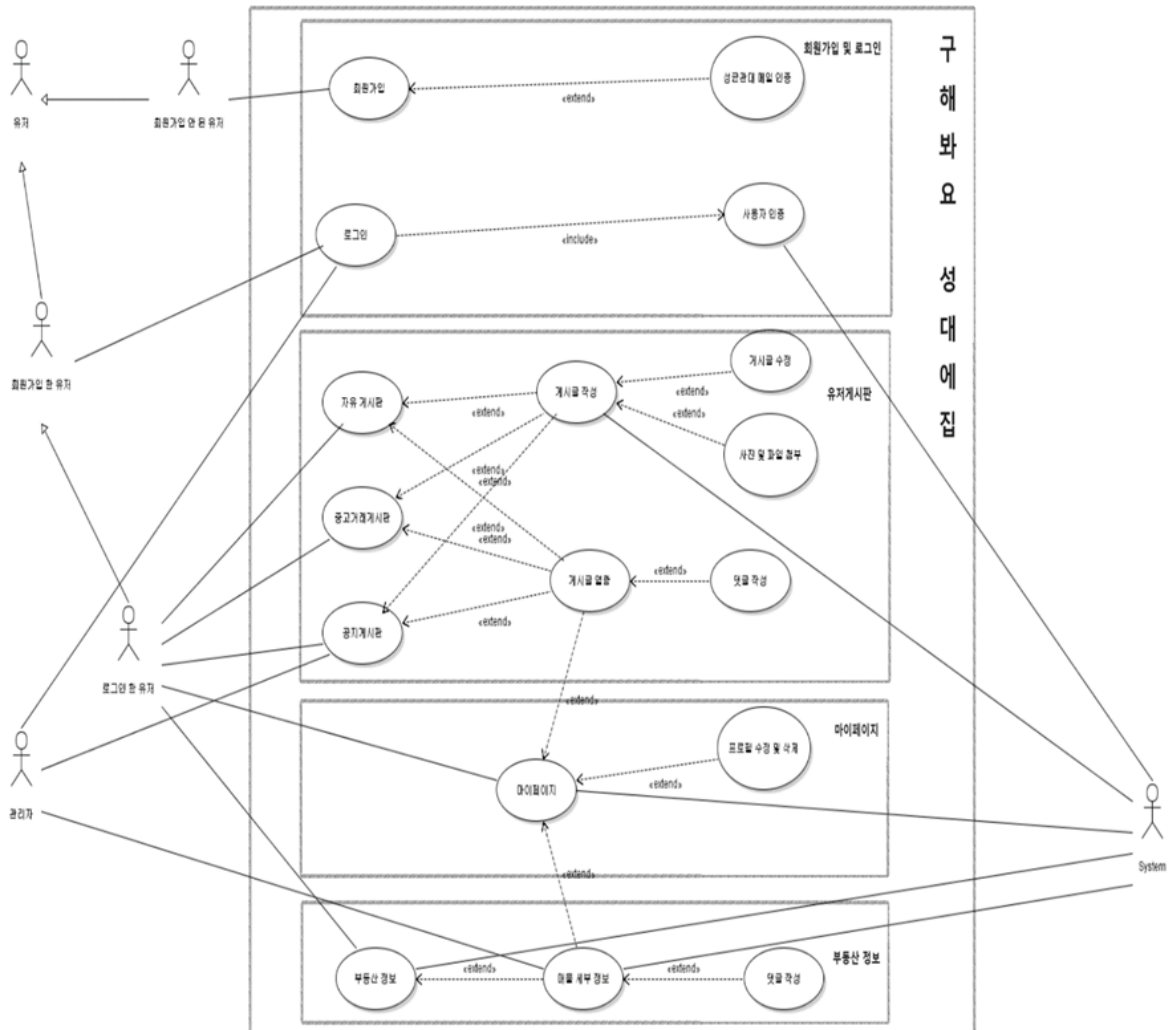 구해봐요 성대에집
회원가입 및 로그인
유저
회원가입 안 된 유저
회원가입
«extend»
성균관대 메일 인증
로그인
«include»
사용자 인증
회원가입 한 유저
유저게시판
자유 게시판
«extend»
게시글 작성
«extend»
게시글 수정
«extend»
사진 및 파일 첨부
«extend»
«extend»
중고거래게시판
«extend»
«extend»
게시글 열람
«extend»
댓글 작성
공지게시판
«extend»
로그인 한 유저
«extend»
마이페이지
프로필 수정 및 삭제
마이페이지
«extend»
관리자
System
«extend»
부동산 정보
부동산 정보
«extend»
매물 세부 정보
«extend»
댓글 작성